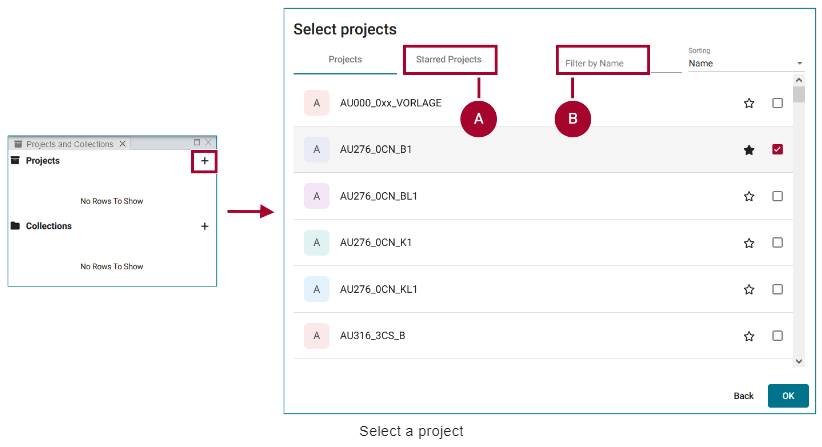 Projects and Collections
Projects
No Rows To Show
Collections
No Rows To Show
Select projects
Projects
Starred Projects
Filter by Name
Sorting
Name
A
B
A AU000_0xx_VORLAGE
A AU276_0CN_B1
A AU276_0CN_BL1
A AU276_0CN_K1
A AU276_0CN_KL1
A AU316_3CS_B
Back
OK
Select a project